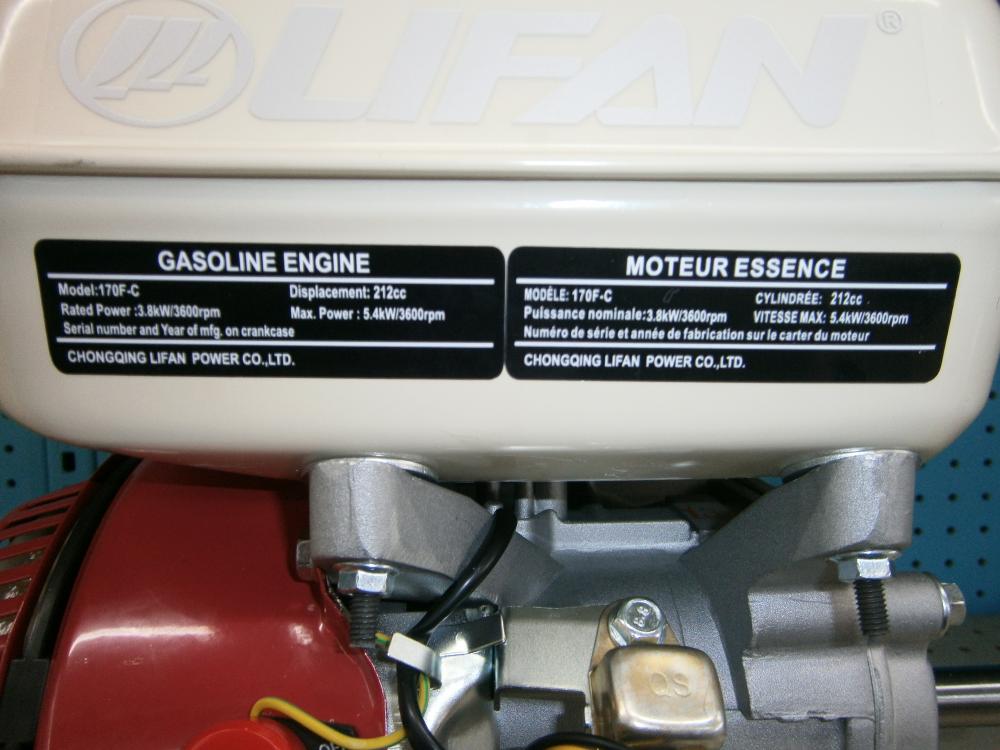 LIFAN®
GASOLINE ENGINE
Model:170F-C Displacement: 212cc
Rated Power :3.8kW/3600rpm Max. Power : 5.4kW/3600rpm
Serial number and Year of mfg. on crankcase
CHONGQING LIFAN POWER CO.,LTD.
MOTEUR ESSENCE
MODÈLE: 170F-C CYLINDRÉE: 212cc
Puissance nominale:3.8kW/3600rpm VITESSE MAX: 5.4kW/3600rpm
Numéro de série et année de fabrication sur le carter du moteur
CHONGQING LIFAN POWER CO.,LTD.
QS